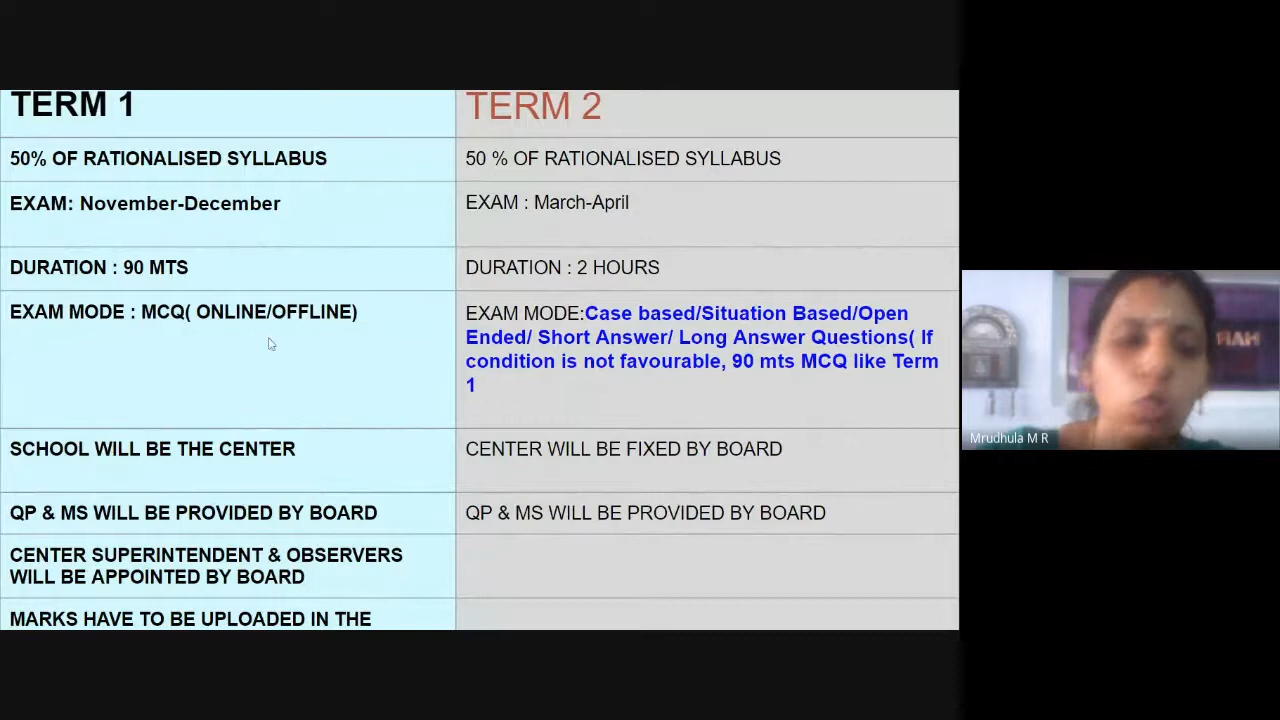 TERM 1
TERM 2
50% OF RATIONALISED SYLLABUS
50 % OF RATIONALISED SYLLABUS
EXAM: November-December
EXAM : March-April
DURATION : 90 MTS
DURATION : 2 HOURS
EXAM MODE : MCQ( ONLINE/OFFLINE)
EXAM MODE:Case based/Situation Based/Open
Ended/ Short Answer/ Long Answer Questions( If
condition is not favourable, 90 mts MCQ like Term
1
SCHOOL WILL BE THE CENTER
CENTER WILL BE FIXED BY BOARD
QP & MS WILL BE PROVIDED BY BOARD
QP & MS WILL BE PROVIDED BY BOARD
CENTER SUPERINTENDENT & OBSERVERS
WILL BE APPOINTED BY BOARD
MARKS HAVE TO BE UPLOADED IN THE
Mrudhula M R